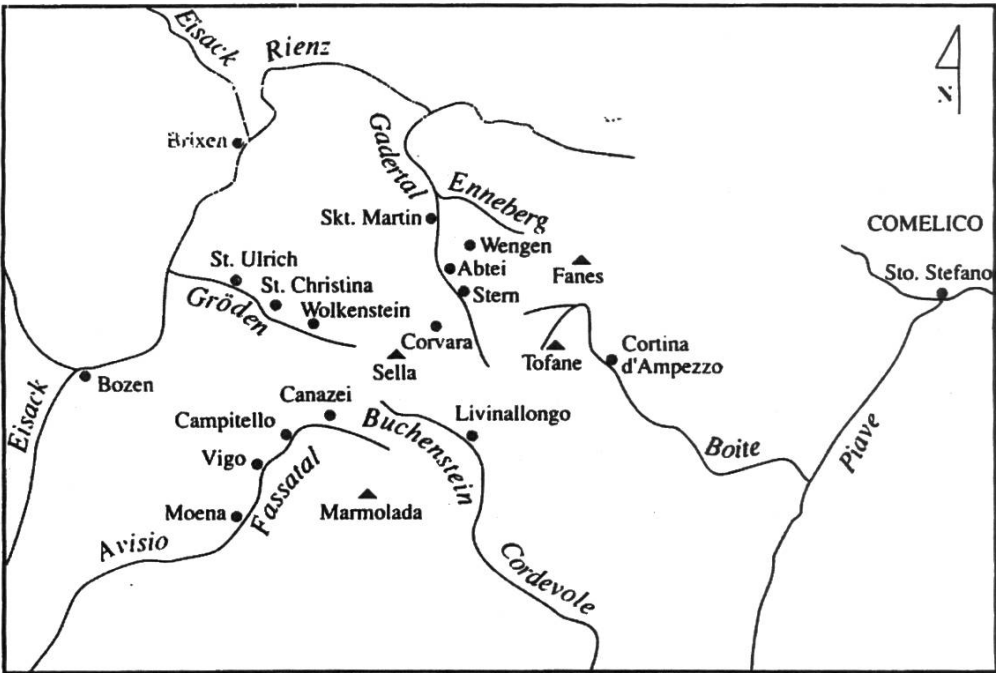 Eisack
Rienz
N
Brixen
Gadertal
Enneberg
Skt. Martin
Wengen
COMELICO
St. Ulrich
Abtei
Fanes
Sto. Stefano
St. Christina
Stern
Gröden
Wolkenstein
Corvara
Sella
Tofane
Cortina
d'Ampezzo
Bozen
Canazei
Eisack
Campitello
Buchenstein
Livinallongo
Boite
Piave
Vigo
Fassatal
Moena
Marmolada
Avisio
Cordevole